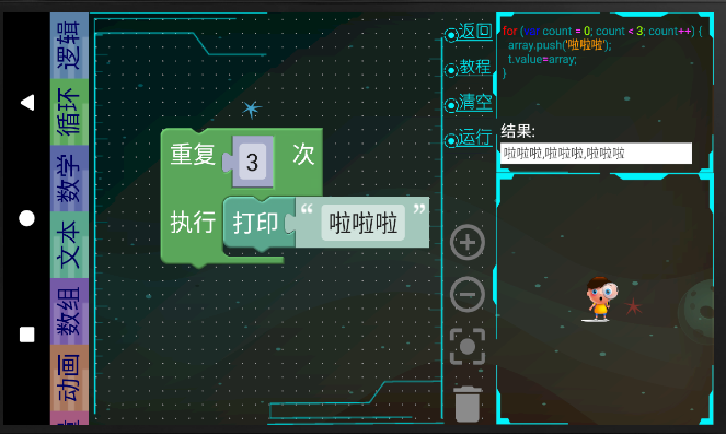 逻辑
循环
数学
文本
数组
动画
重复 3 次
执行 打印 “ 啦啦啦 ”
返回
教程
清空
运行
for (var count = 0; count < 3; count++) {
array.push('啦啦啦');
t.value=array;
}
结果:
啦啦啦,啦啦啦,啦啦啦